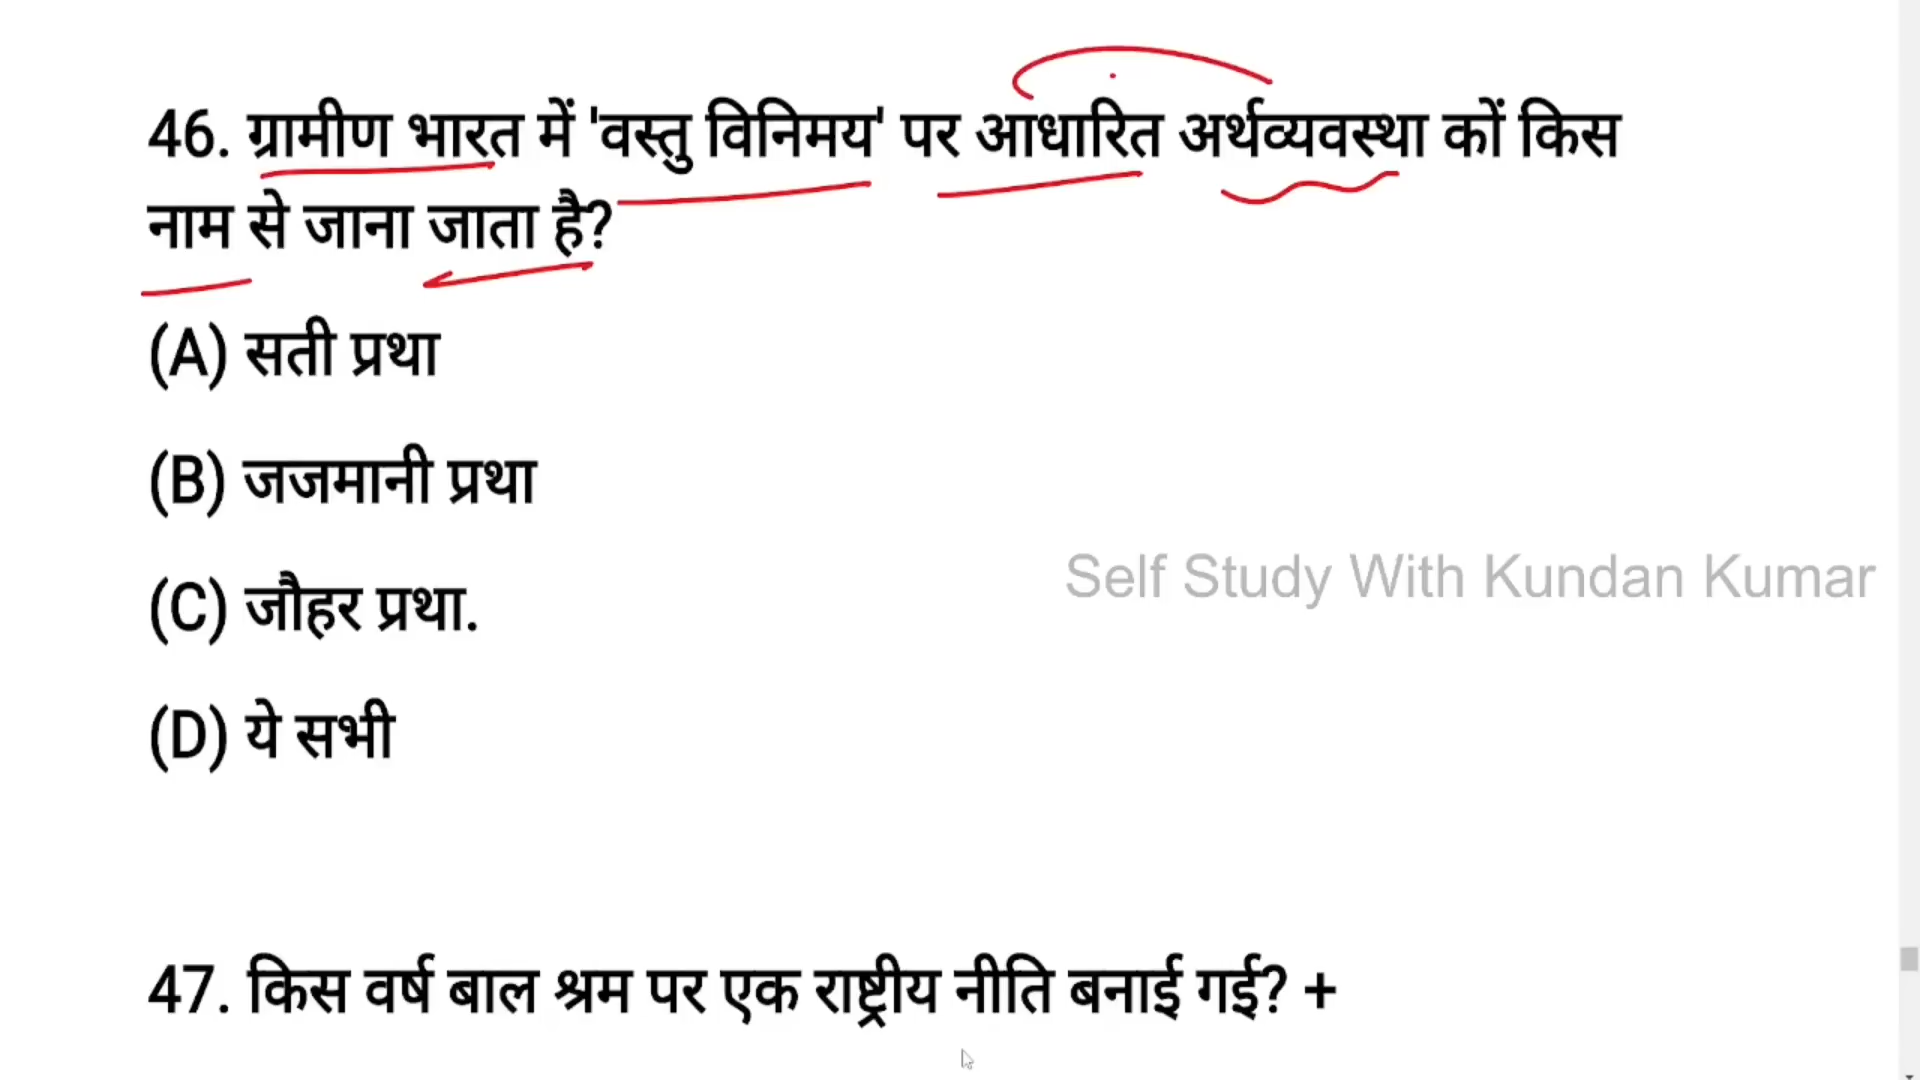 46. ग्रामीण भारत में 'वस्तु विनिमय' पर आधारित अर्थव्यवस्था कों किस
नाम से जाना जाता है?
(A) सती प्रथा
(B) जजमानी प्रथा
Self Study With Kundan Kumar
(C) जौहर प्रथा.
(D) ये सभी
47. किस वर्ष बाल श्रम पर एक राष्ट्रीय नीति बनाई गई? +